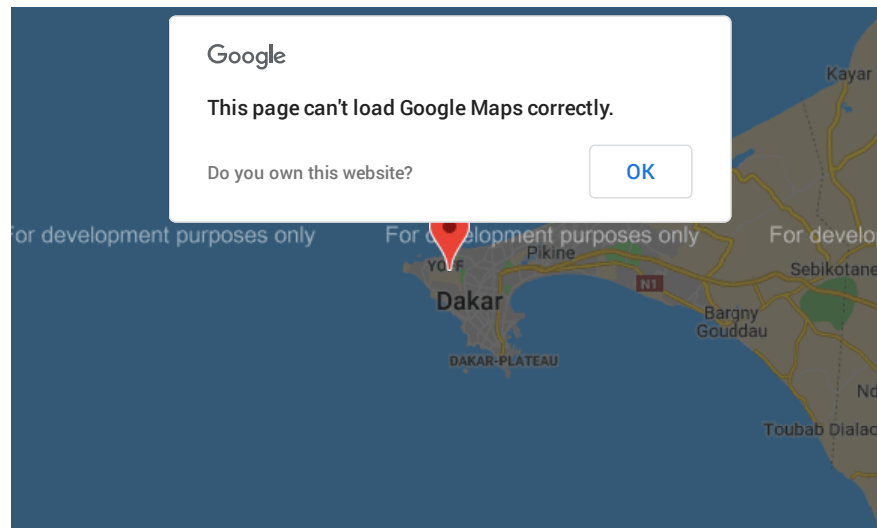 Google
This page can't load Google Maps correctly.
Do you own this website?
OK
Kayar
For development purposes only
For development purposes only
For develo
Pikine
YOFF
Sebikotane
N1
Dakar
Bargny
Gouddau
DAKAR-PLATEAU
Toubab Dialac